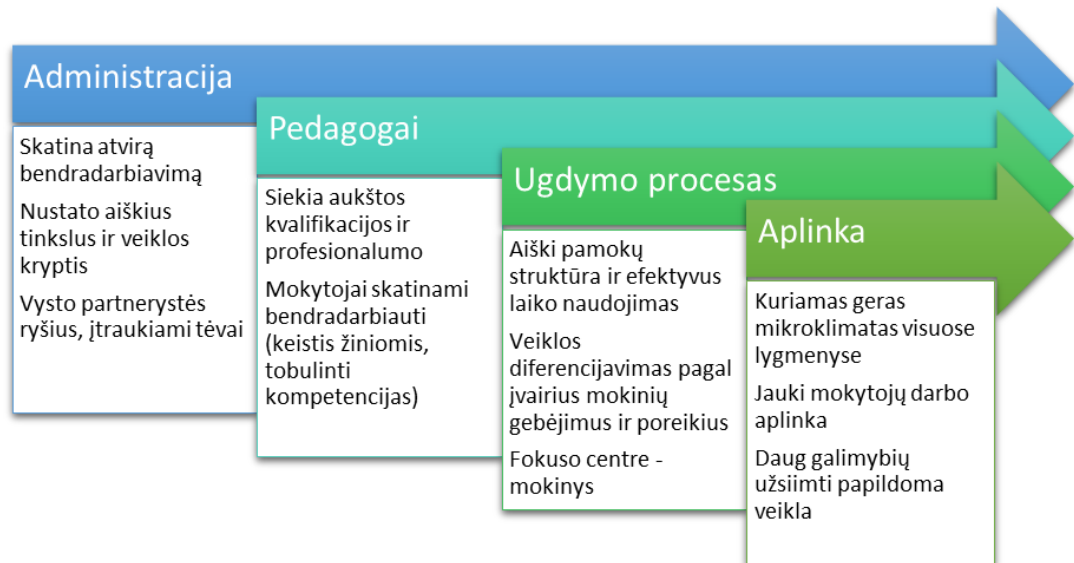 Administracija
Skatina atvirą
bendradarbiavimą
Nustato aiškius
tinkslus ir veiklos
kryptis
Vysto partnerystės
ryšius, įtraukiami tėvai
Pedagogai
Siekia aukštos
kvalifikacijos ir
profesionalumo
Mokytojai skatinami
bendradarbiauti
(keistis žiniomis,
tobulinti
kompetencijas)
Ugdymo procesas
Aiški pamokų
struktūra ir efektyvus
laiko naudojimas
Veiklos
diferencijavimas pagal
įvairius mokinių
gebėjimus ir poreikius
Fokuso centre -
mokinys
Aplinka
Kuriamas geras
mikroklimatas visuose
lygmenyse
Jauki mokytojų darbo
aplinka
Daug galimybių
užsiimti papildoma
veikla